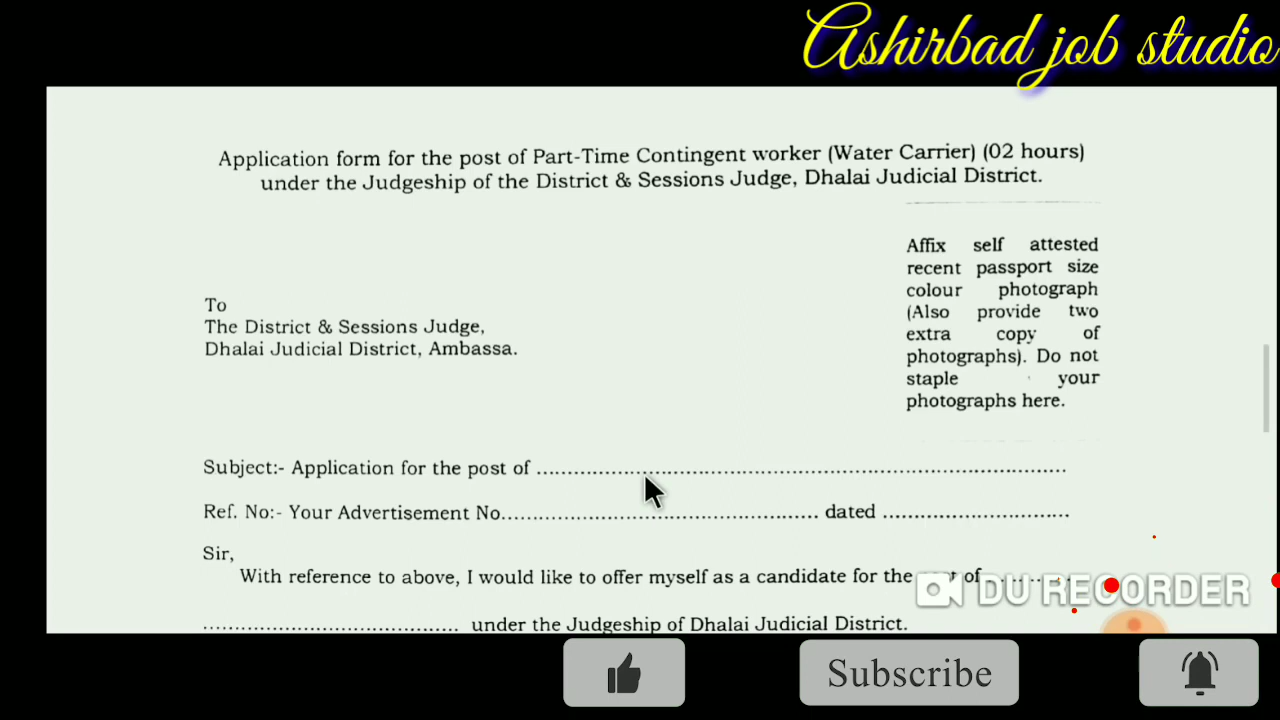 Ashirbad job studio
Application form for the post of Part-Time Contingent worker (Water Carrier) (02 hours)
under the Judgeship of the District & Sessions Judge, Dhalai Judicial District.
Affix self attested
recent passport size
colour photograph
(Also provide two
extra copy of
photographs). Do not
staple your
photographs here.
To
The District & Sessions Judge,
Dhalai Judicial District, Ambassa.
Subject:- Application for the post of ....................................................................................
Ref. No:- Your Advertisement No.................................................. dated ..............................
Sir,
With reference to above, I would like to offer myself as a candidate for the of
DU RECORDER
........................................ under the Judgeship of Dhalai Judicial District.
Subscribe